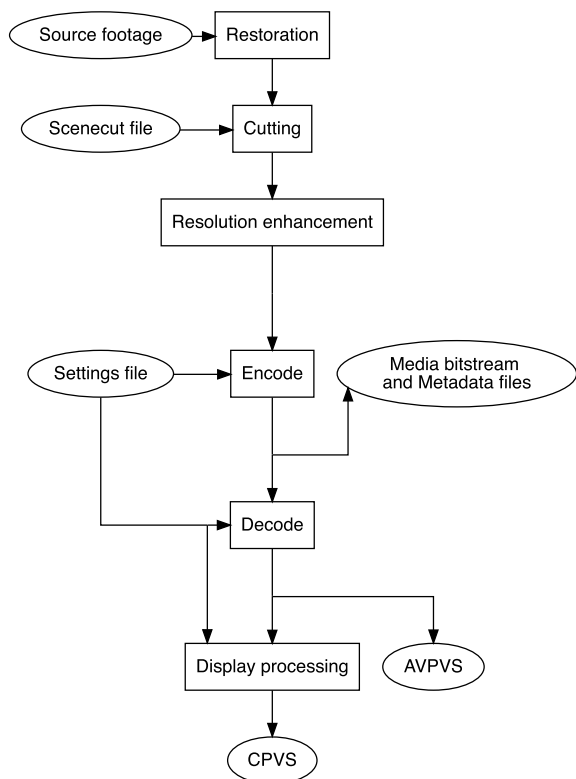 Source footage
Restoration
Scenecut file
Cutting
Resolution enhancement
Settings file
Encode
Media bitstream
and Metadata files
Decode
Display processing
AVPVS
CPVS